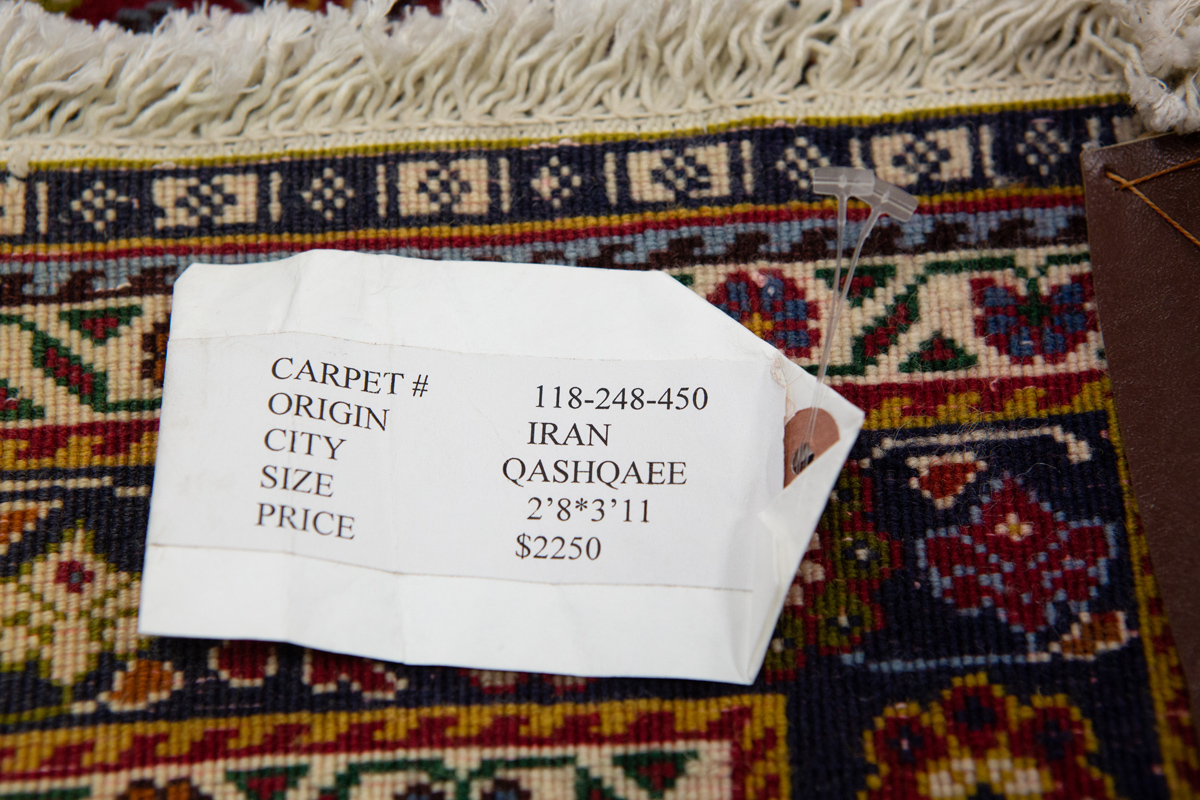 CARPET # 118-248-450
ORIGIN IRAN
CITY QASHQAEE
SIZE 2’8*3’11
PRICE $2250